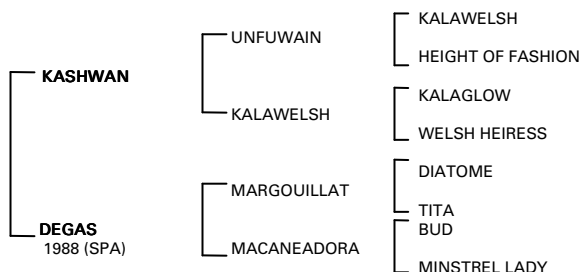 KALAWELSH
UNFUWAIN
HEIGHT OF FASHION
KASHWAN
KALAGLOW
KALAWELSH
WELSH HEIRESS
DIATOME
MARGOUILLAT
TITA
DEGAS
BUD
1988 (SPA)
MACANEADORA
MINSTREL LADY